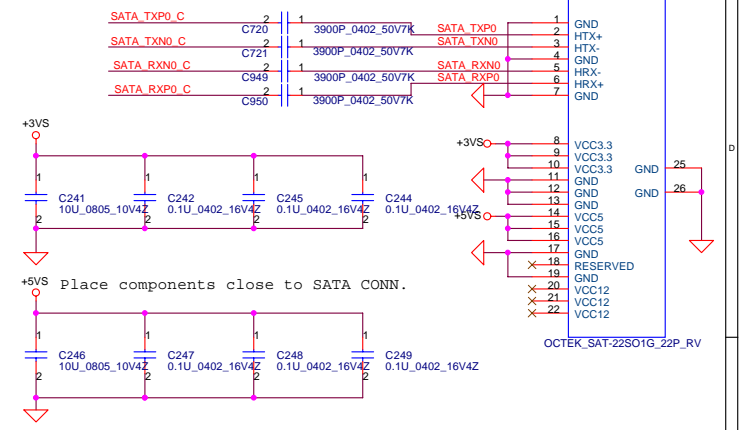 SATA_TXP0_C 2 1 SATA_TXP0 1 GND
C720 3900P_0402_50V7K 2 HTX+
SATA_TXN0_C 2 1 SATA_TXN0 3 HTX-
C721 3900P_0402_50V7K 4 GND
SATA_RXN0_C 2 1 SATA_RXN0 5 HRX-
C949 3900P_0402_50V7K SATA_RXP0 6 HRX+
SATA_RXP0_C 2 1 7 GND
C950 3900P_0402_50V7K
+3VS
+3VS 8 VCC3.3
9 VCC3.3
10 VCC3.3
11 GND
12 GND
13 GND
+5VS 14 VCC5
15 VCC5
16 VCC5
17 GND
18 RESERVED
19 GND
20 VCC12
21 VCC12
22 VCC12
GND 25
GND 26
D
1 1 1 1
C241 C242 C245 C244
10U_0805_10V4Z 0.1U_0402_16V4Z 0.1U_0402_16V4Z 0.1U_0402_16V4Z
2 2 2 2
+5VS Place components close to SATA CONN.
OCTEK_SAT-22SO1G_22P_RV
1 1 1 1
C246 C247 C248 C249
10U_0805_10V4Z 0.1U_0402_16V4Z 0.1U_0402_16V4Z 0.1U_0402_16V4Z
2 2 2 2